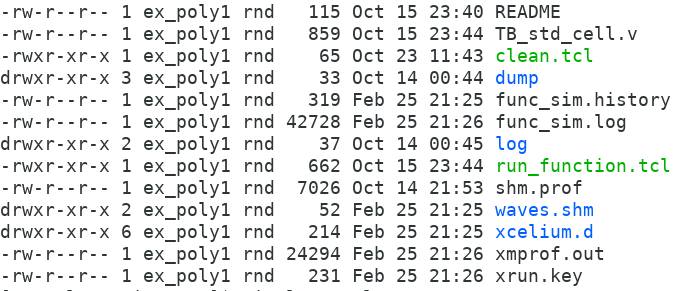 -rw-r--r-- 1 ex_poly1 rnd 115 Oct 15 23:40 README
-rw-r--r-- 1 ex_poly1 rnd 859 Oct 15 23:44 TB_std_cell.v
-rwxr-xr-x 1 ex_poly1 rnd 65 Oct 23 11:43 clean.tcl
drwxr-xr-x 3 ex_poly1 rnd 33 Oct 14 00:44 dump
-rw-r--r-- 1 ex_poly1 rnd 319 Feb 25 21:25 func_sim.history
-rw-r--r-- 1 ex_poly1 rnd 42728 Feb 25 21:26 func_sim.log
drwxr-xr-x 2 ex_poly1 rnd 37 Oct 14 00:45 log
-rwxr-xr-x 1 ex_poly1 rnd 662 Oct 15 23:44 run_function.tcl
-rw-r--r-- 1 ex_poly1 rnd 7026 Oct 14 21:53 shm.prof
drwxr-xr-x 2 ex_poly1 rnd 52 Feb 25 21:25 waves.shm
drwxr-xr-x 6 ex_poly1 rnd 214 Feb 25 21:25 xcelium.d
-rw-r--r-- 1 ex_poly1 rnd 24294 Feb 25 21:26 xmprof.out
-rw-r--r-- 1 ex_poly1 rnd 231 Feb 25 21:26 xrun.key